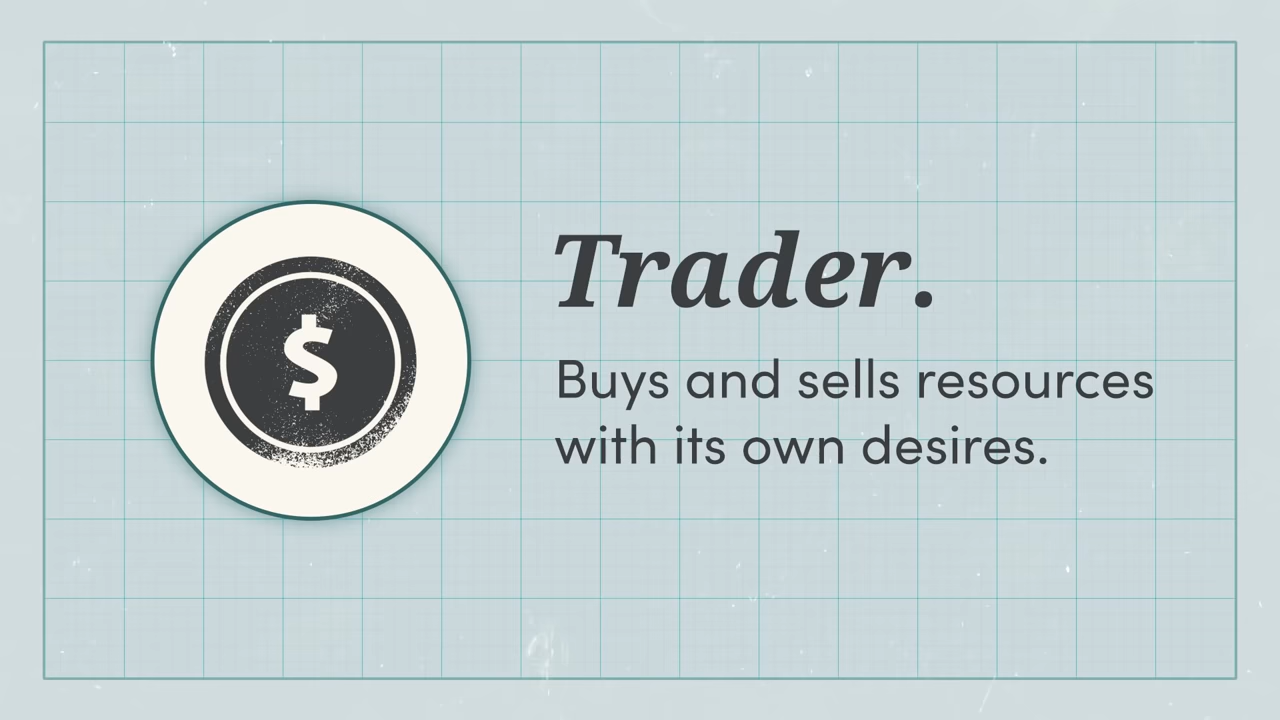 $
Trader.
Buys and sells resources
with its own desires.